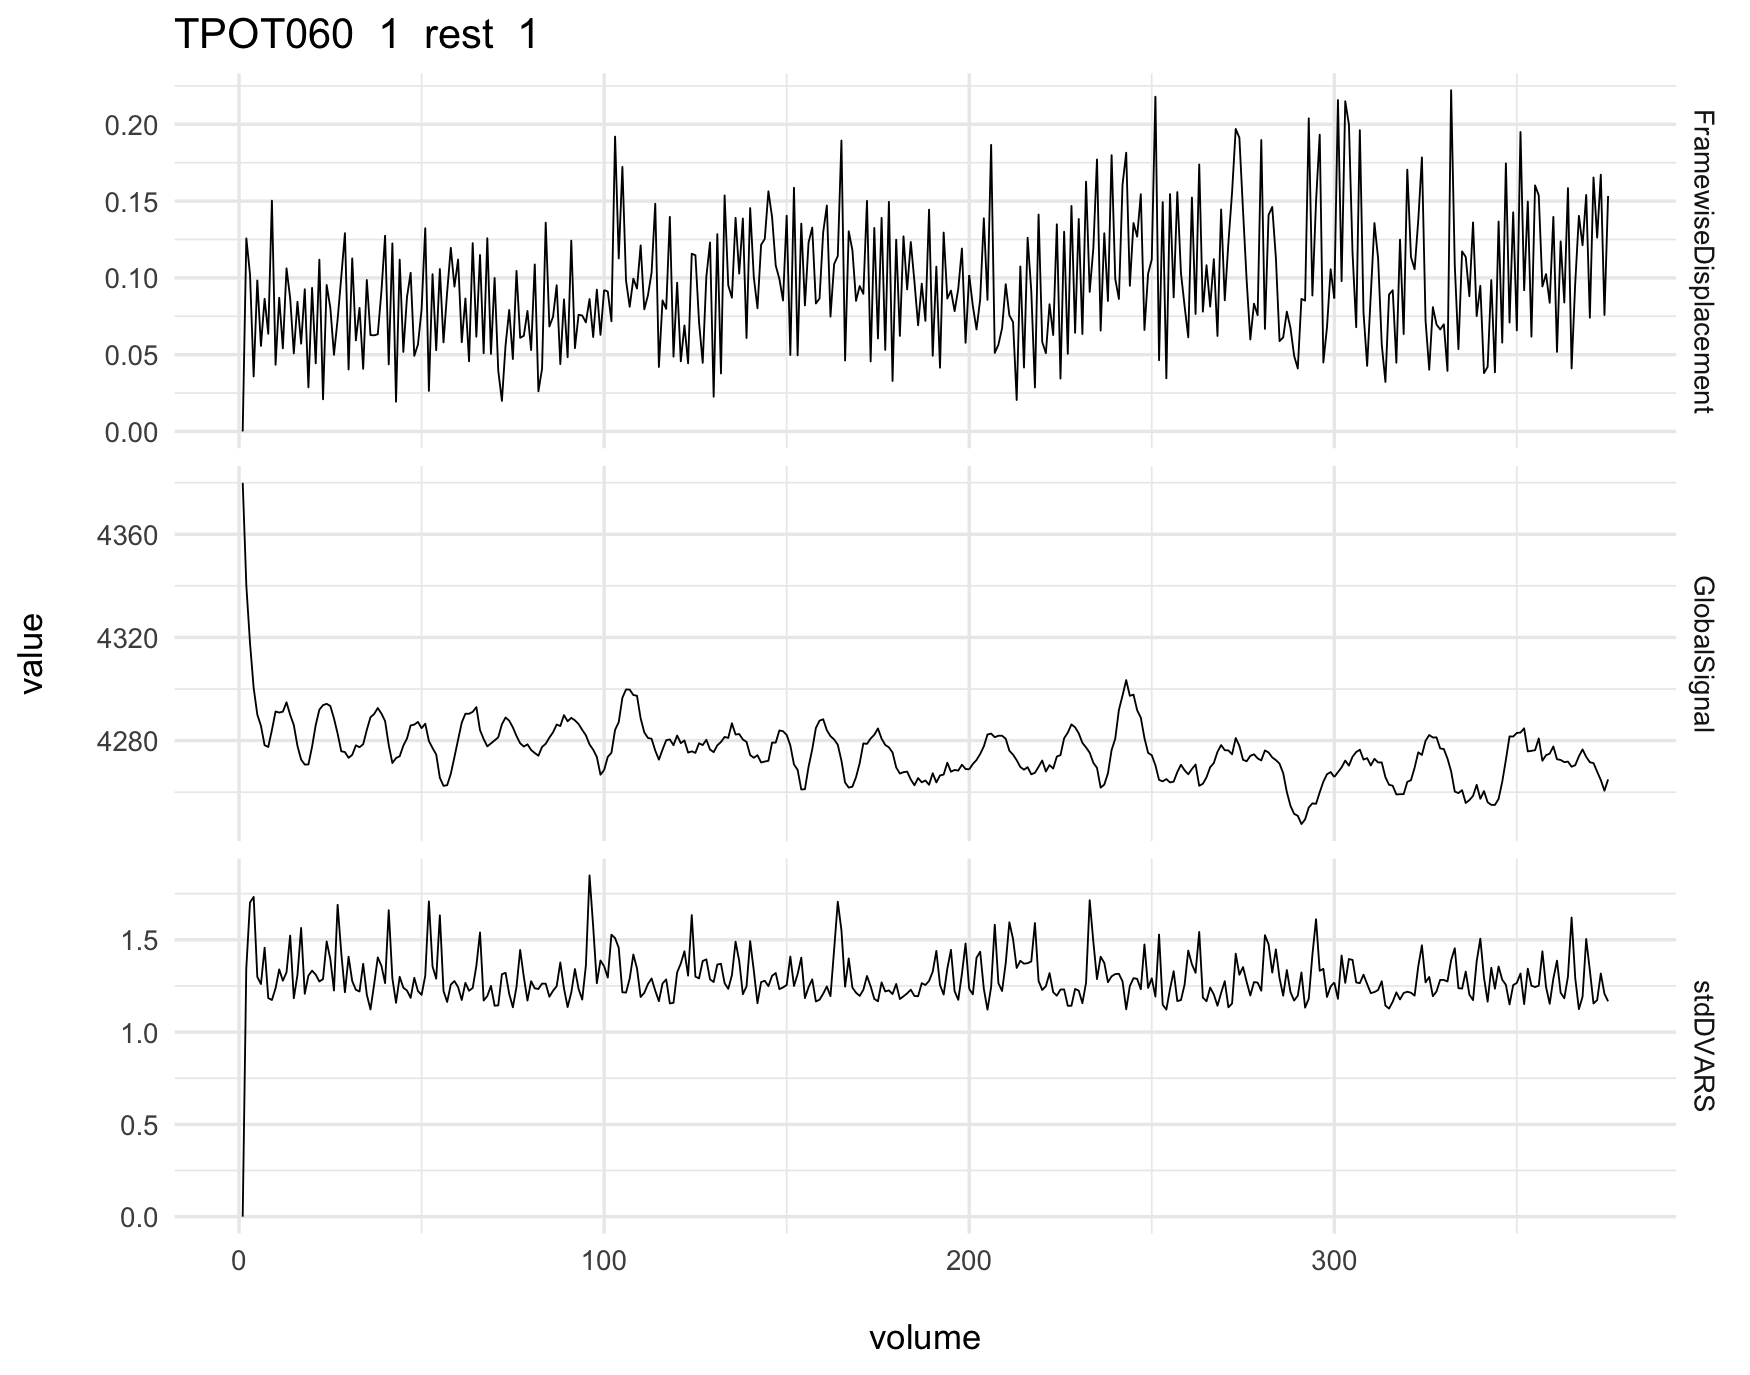 TPOT060 1 rest 1
0.20
0.15
0.10
0.05
0.00
FramewiseDisplacement
4360
4320
4280
GlobalSignal
value
1.5
1.0
0.5
0.0
stdDVARS
0 100 200 300
volume